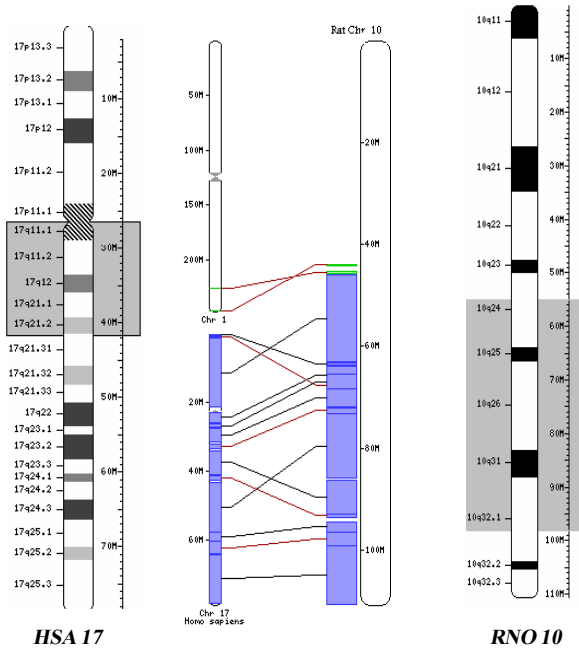 17p13.3
17p13.2
17p13.1
17p12
17p11.2
17p11.1
17q11.1
17q11.2
17q12
17q21.1
17q21.2
17q21.31
17q21.32
17q21.33
17q22
17q23.1
17q23.2
17q23.3
17q24.1
17q24.2
17q24.3
17q25.1
17q25.2
17q25.3
10M
20M
30M
40M
50M
60M
70M
HSA 17
50M
100M
150M
200M
Chr 1
20M
40M
60M
Chr 17
Homo sapiens
Rat Chr 10
20M
40M
60M
80M
100M
10q11
10q12
10q21
10q22
10q23
10q24
10q25
10q26
10q31
10q32.1
10q32.2
10q32.3
10M
20M
30M
40M
50M
60M
70M
80M
90M
100M
110M
RNO 10